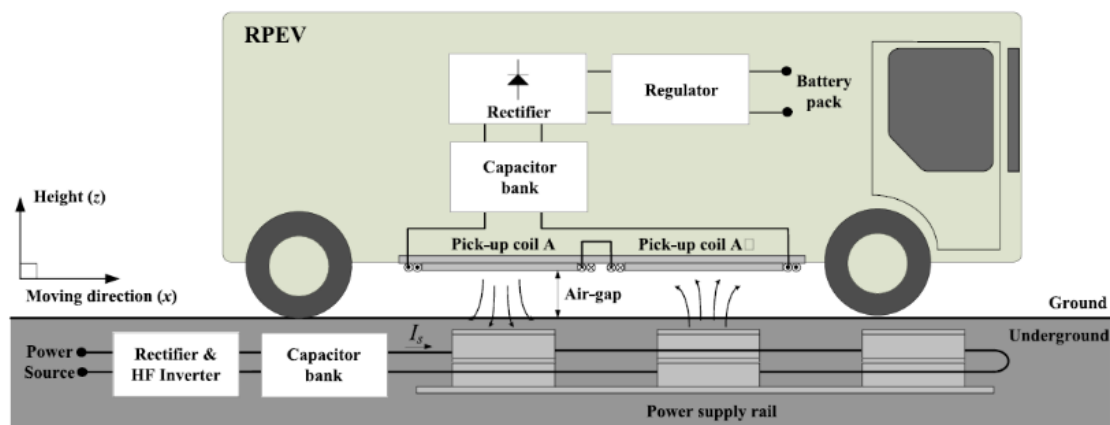 RPEV
Rectifier
Regulator
Battery
pack
Capacitor
bank
Height (z)
Pick-up coil A
Pick-up coil A□
Moving direction (x)
Air-gap
Ground
Underground
I_s
Power
Source
Rectifier &
HF Inverter
Capacitor
bank
Power supply rail